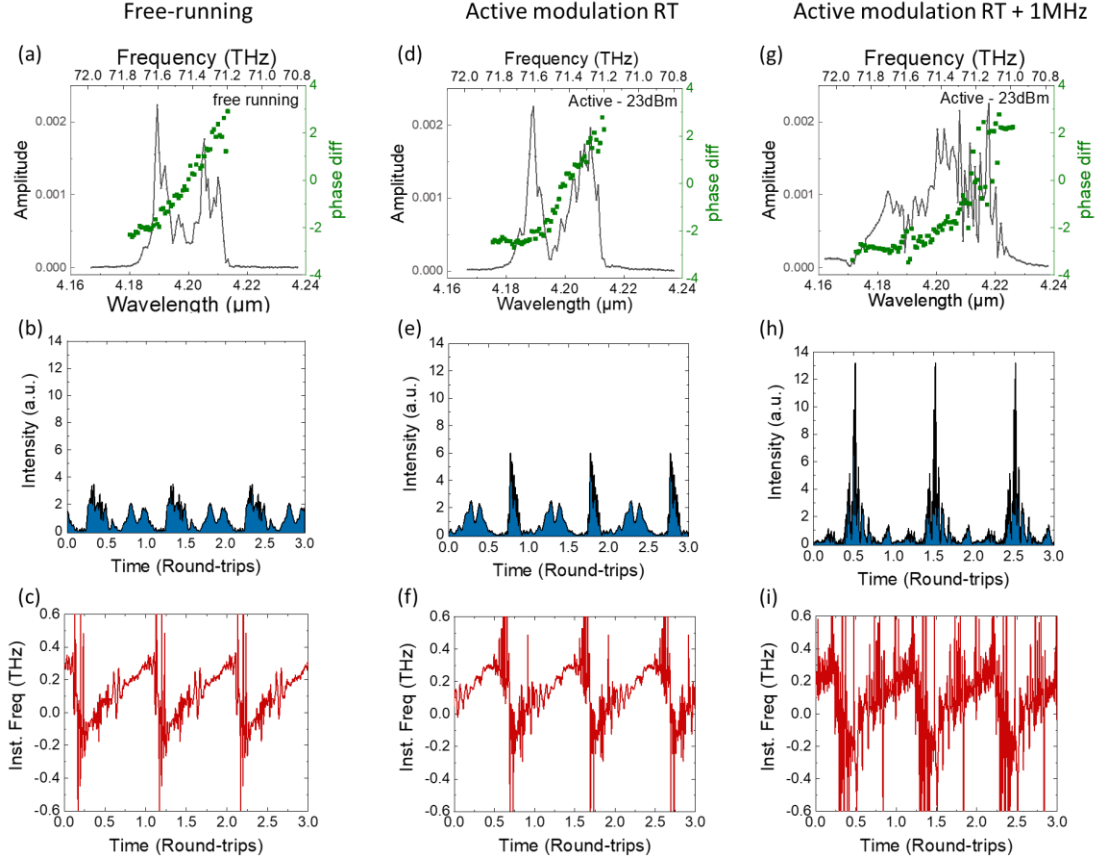 Free-running
Active modulation RT
Active modulation RT + 1MHz
(a)
Frequency (THz)
72.0 71.8 71.6 71.4 71.2 71.0 70.8
free running
0.002
0.001
0.000
Amplitude
4
2
0
-2
-4
phase diff
4.16 4.18 4.20 4.22 4.24
Wavelength (µm)
(d)
Frequency (THz)
72.0 71.8 71.6 71.4 71.2 71.0 70.8
Active - 23dBm
0.002
0.001
0.000
Amplitude
4
2
0
-2
-4
phase diff
4.16 4.18 4.20 4.22 4.24
Wavelength (µm)
(g)
Frequency (THz)
72.0 71.8 71.6 71.4 71.2 71.0 70.8
Active - 23dBm
0.002
0.001
0.000
Amplitude
4
2
0
-2
-4
phase diff
4.16 4.18 4.20 4.22 4.24
Wavelength (µm)
(b)
14
12
10
8
6
4
2
0
Intensity (a.u.)
0.0 0.5 1.0 1.5 2.0 2.5 3.0
Time (Round-trips)
(e)
14
12
10
8
6
4
2
0
Intensity (a.u.)
0.0 0.5 1.0 1.5 2.0 2.5 3.0
Time (Round-trips)
(h)
14
12
10
8
6
4
2
0
Intensity (a.u.)
0.0 0.5 1.0 1.5 2.0 2.5 3.0
Time (Round-trips)
(c)
0.6
0.4
0.2
0.0
-0.2
-0.4
-0.6
Inst. Freq (THz)
0.0 0.5 1.0 1.5 2.0 2.5 3.0
Time (Round-trips)
(f)
0.6
0.4
0.2
0.0
-0.2
-0.4
-0.6
Inst. Freq (THz)
0.0 0.5 1.0 1.5 2.0 2.5 3.0
Time (Round-trips)
(i)
0.6
0.4
0.2
0.0
-0.2
-0.4
-0.6
Inst. Freq (THz)
0.0 0.5 1.0 1.5 2.0 2.5 3.0
Time (Round-trips)